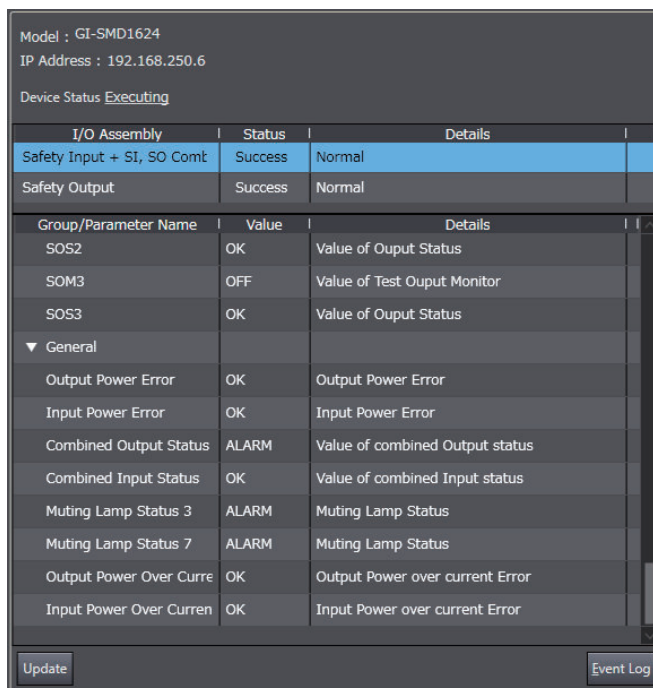 Model : GI-SMD1624
IP Address : 192.168.250.6
Device Status Executing
I/O Assembly Status Details
Safety Input + SI, SO Comb Success Normal
Safety Output Success Normal
Group/Parameter Name Value Details
SOS2 OK Value of Ouput Status
SOM3 OFF Value of Test Ouput Monitor
SOS3 OK Value of Ouput Status
▼ General
Output Power Error OK Output Power Error
Input Power Error OK Input Power Error
Combined Output Status ALARM Value of combined Output status
Combined Input Status OK Value of combined Input status
Muting Lamp Status 3 ALARM Muting Lamp Status
Muting Lamp Status 7 ALARM Muting Lamp Status
Output Power Over Curre OK Output Power over current Error
Input Power Over Curren OK Input Power over current Error
Update Event Log